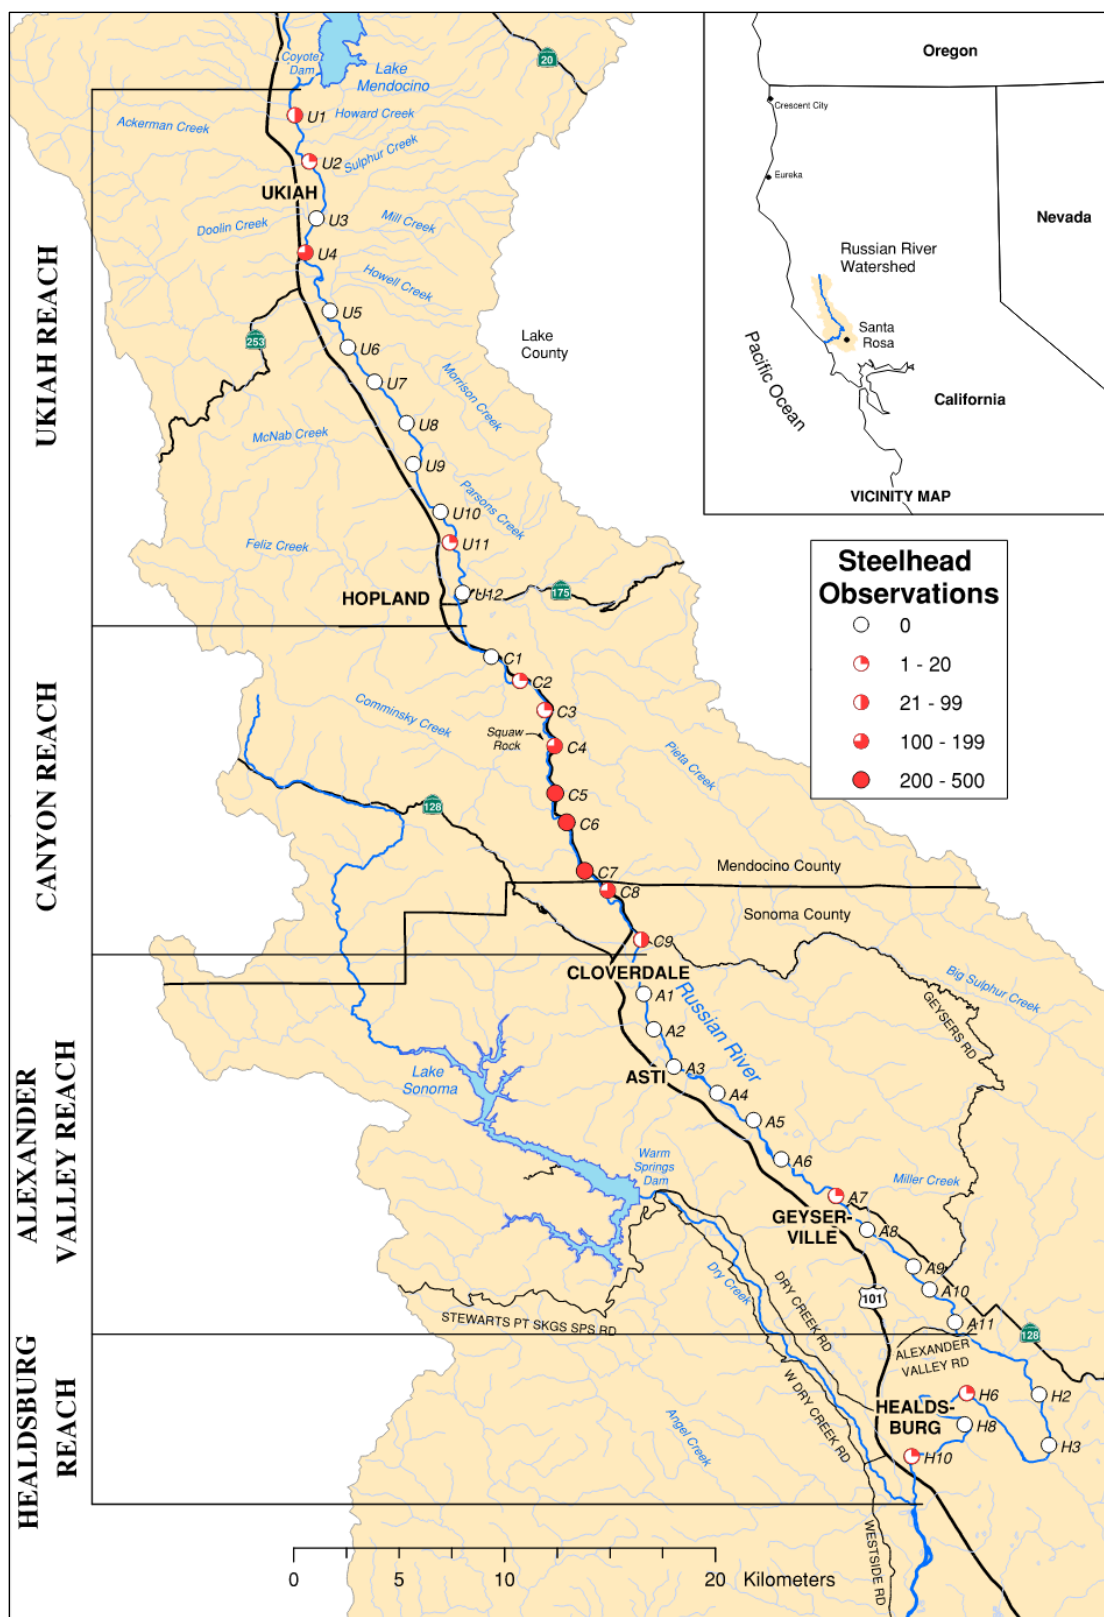 Coyote
Dam
Lake
Mendocino
20
Ackerman Creek
U1
Howard Creek
U2
Sulphur Creek
UKIAH
U3
Mill Creek
Doolin Creek
U4
Howell Creek
U5
253
U6
U7
Morrison Creek
U8
McNab Creek
U9
U10
Parsons Creek
Feliz Creek
U11
HOPLAND
U12
175
Lake
County
UKIAH REACH
Oregon
Crescent City
Eureka
Nevada
Russian River
Watershed
Santa
Rosa
Pacific Ocean
California
VICINITY MAP
Steelhead
Observations
0
1 - 20
21 - 99
100 - 199
200 - 500
C1
C2
Comminsky Creek
C3
Squaw
Rock
C4
Pieta Creek
C5
128
C6
CANYON REACH
C7
Mendocino County
C8
Sonoma County
C9
CLOVERDALE
Big Sulphur Creek
A1
Russian River
GEYSERS RD
A2
Lake
Sonoma
ASTI
A3
A4
A5
ALEXANDER
VALLEY REACH
Warm
Springs
Dam
A6
Miller Creek
A7
GEYSER-
VILLE
A8
A9
Dry Creek
DRY CREEK RD
101
A10
STEWARTS PT SKGS SPS RD
A11
128
ALEXANDER
VALLEY RD
HEALDSBURG
REACH
W DRY CREEK RD
H6
H2
HEALDS-
BURG
H8
Angel Creek
H3
H10
WESTSIDE RD
0
5
10
20
Kilometers